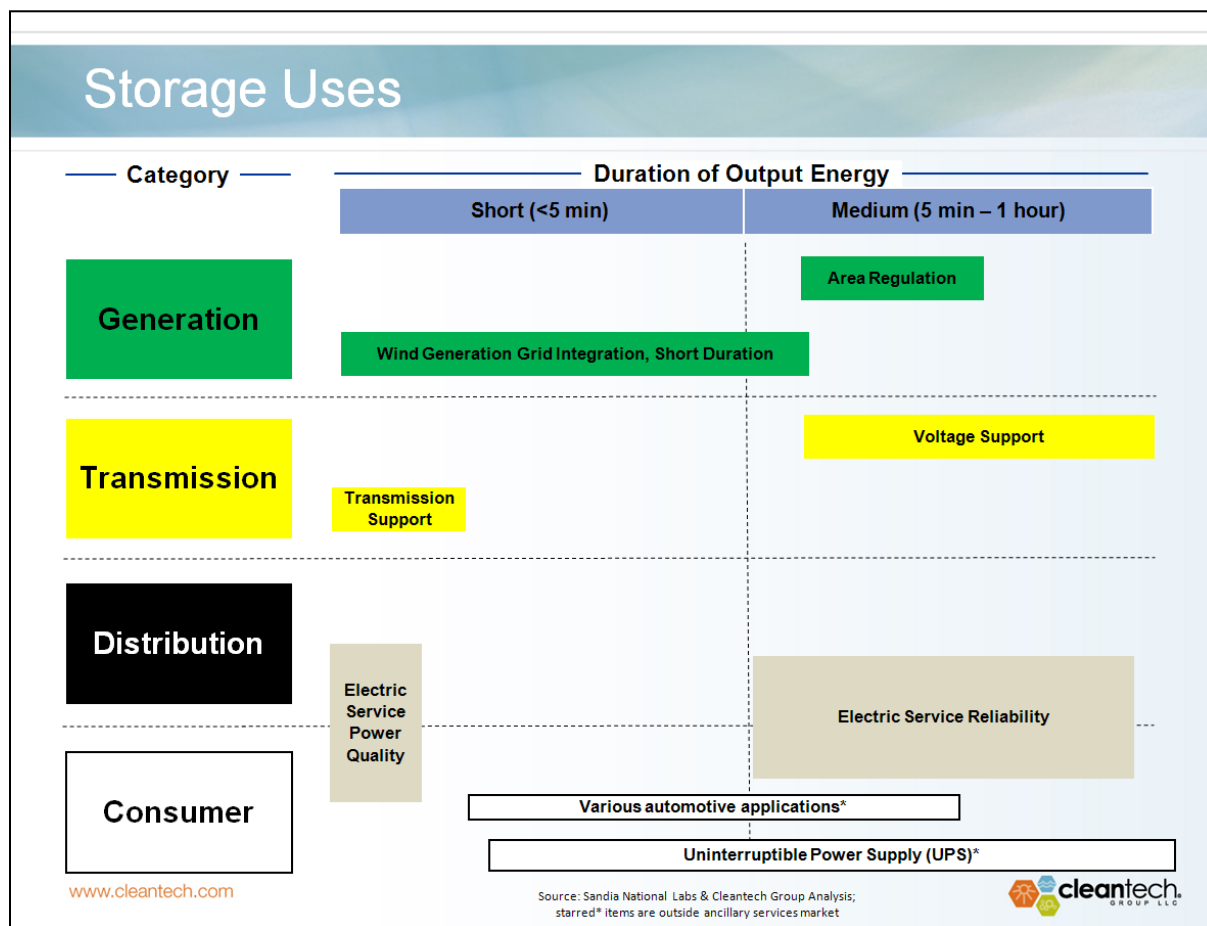 Storage Uses
Category
Duration of Output Energy
Short (<5 min)
Medium (5 min – 1 hour)
Generation
Area Regulation
Wind Generation Grid Integration, Short Duration
Transmission
Voltage Support
Transmission
Support
Distribution
Electric
Service
Power
Quality
Electric Service Reliability
Consumer
Various automotive applications*
Uninterruptible Power Supply (UPS)*
www.cleantech.com
Source: Sandia National Labs & Cleantech Group Analysis;
starred* items are outside ancillary services market
cleantech®
GROUP LLC